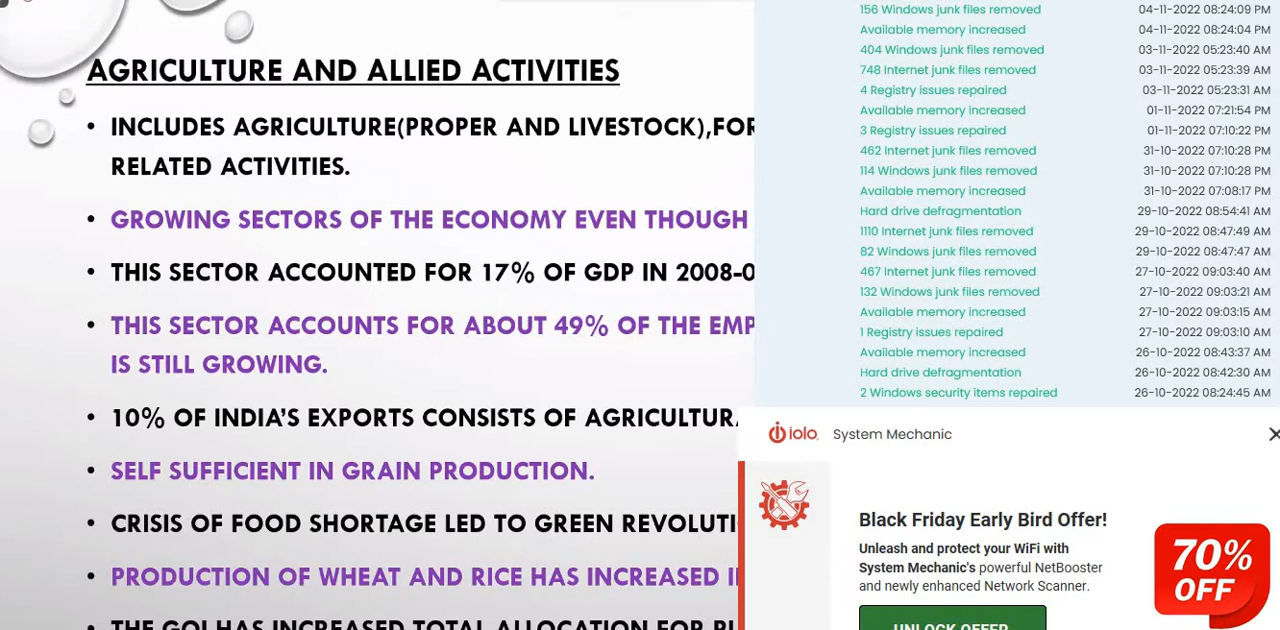 AGRICULTURE AND ALLIED ACTIVITIES
• INCLUDES AGRICULTURE(PROPER AND LIVESTOCK),FOR
RELATED ACTIVITIES.
• GROWING SECTORS OF THE ECONOMY EVEN THOUGH
• THIS SECTOR ACCOUNTED FOR 17% OF GDP IN 2008-0
• THIS SECTOR ACCOUNTS FOR ABOUT 49% OF THE EMP
IS STILL GROWING.
• 10% OF INDIA'S EXPORTS CONSISTS OF AGRICULTURA
• SELF SUFFICIENT IN GRAIN PRODUCTION.
• CRISIS OF FOOD SHORTAGE LED TO GREEN REVOLUTI
• PRODUCTION OF WHEAT AND RICE HAS INCREASED
• THE GOI HAS INCREASED TOTAL ALLOCATION FOR
156 Windows junk files removed 04-11-2022 08:24:09 PM
Available memory increased 04-11-2022 08:24:04 PM
404 Windows junk files removed 03-11-2022 05:23:40 AM
748 Internet junk files removed 03-11-2022 05:23:39 AM
4 Registry issues repaired 03-11-2022 05:23:31 AM
Available memory increased 01-11-2022 07:21:54 PM
3 Registry issues repaired 01-11-2022 07:10:22 PM
462 Internet junk files removed 31-10-2022 07:10:28 PM
114 Windows junk files removed 31-10-2022 07:10:28 PM
Available memory increased 31-10-2022 07:08:17 PM
Hard drive defragmentation 29-10-2022 08:54:41 AM
1110 Internet junk files removed 29-10-2022 08:47:49 AM
82 Windows junk files removed 29-10-2022 08:47:47 AM
467 Internet junk files removed 27-10-2022 09:03:40 AM
132 Windows junk files removed 27-10-2022 09:03:21 AM
Available memory increased 27-10-2022 09:03:15 AM
1 Registry issues repaired 27-10-2022 09:03:10 AM
Available memory increased 26-10-2022 08:43:37 AM
Hard drive defragmentation 26-10-2022 08:42:30 AM
2 Windows security items repaired 26-10-2022 08:24:45 AM
iolo System Mechanic
Black Friday Early Bird Offer!
Unleash and protect your WiFi with
System Mechanic's powerful NetBooster
and newly enhanced Network Scanner.
70%
OFF
UNLOCK OFFER